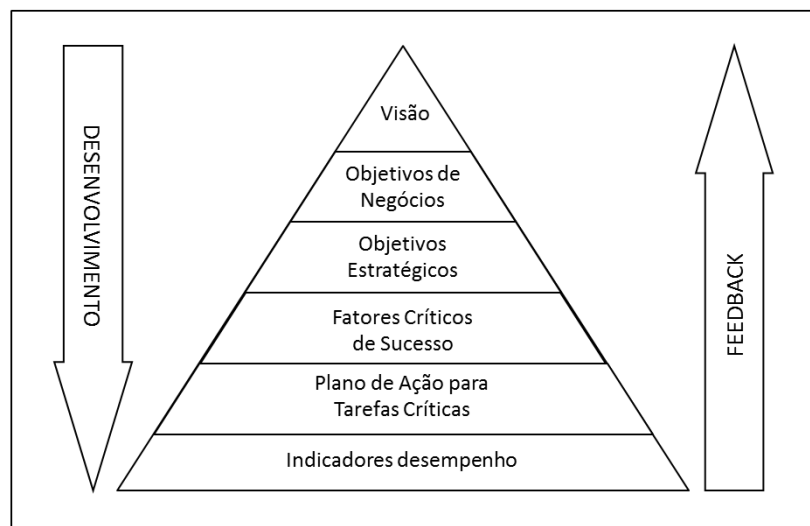 DESENVOLVIMENTO
Visão
Objetivos de
Negócios
Objetivos
Estratégicos
Fatores Críticos
de Sucesso
Plano de Ação para
Tarefas Críticas
Indicadores desempenho
FEEDBACK